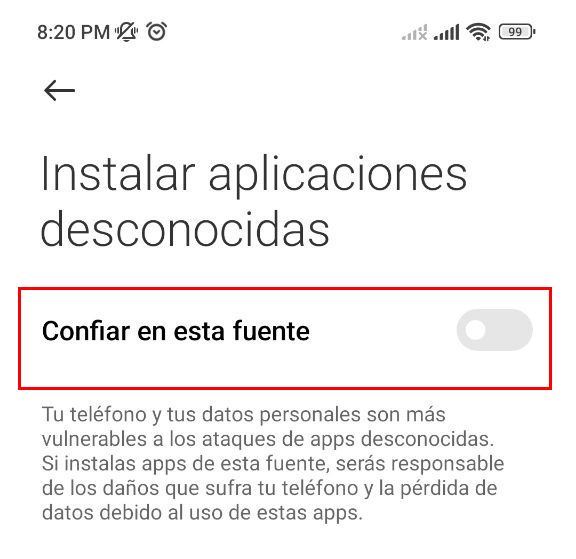 8:20 PM
99
Instalar aplicaciones
desconocidas
Confiar en esta fuente
Tu teléfono y tus datos personales son más
vulnerables a los ataques de apps desconocidas.
Si instalas apps de esta fuente, serás responsable
de los daños que sufra tu teléfono y la pérdida de
datos debido al uso de estas apps.